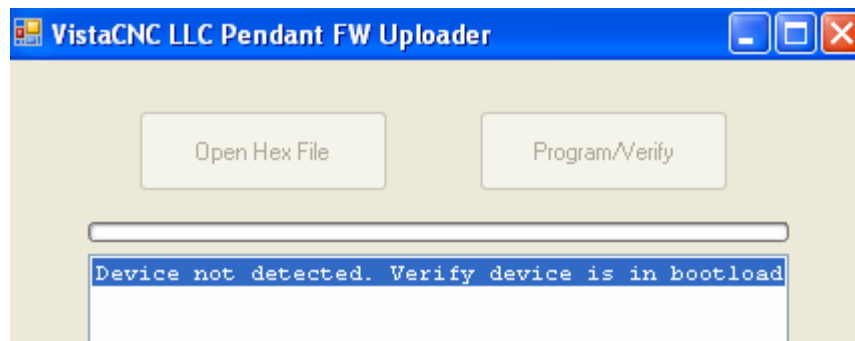 VistaCNC LLC Pendant FW Uploader
Open Hex File Program/Verify
Device not detected. Verify device is in bootload